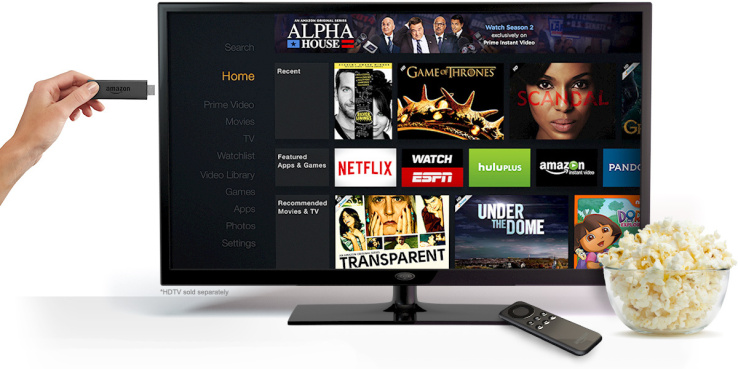 amazon
AN AMAZON ORIGINAL SERIES
ALPHA
HOUSE
Watch Season 2
exclusively on
Prime Instant Video
Search
Home
Prime Video
Movies
TV
Watchlist
Video Library
Games
Apps
Photos
Settings
Recent
GAME OF THRONES
SCANDAL
Featured
Apps & Games
NETFLIX
WATCH
ESPN
huluPLUS
amazon
instant video
PANDO
Recommended
Movies & TV
TRANSPARENT
UNDER
THE DOME
*HDTV sold separately